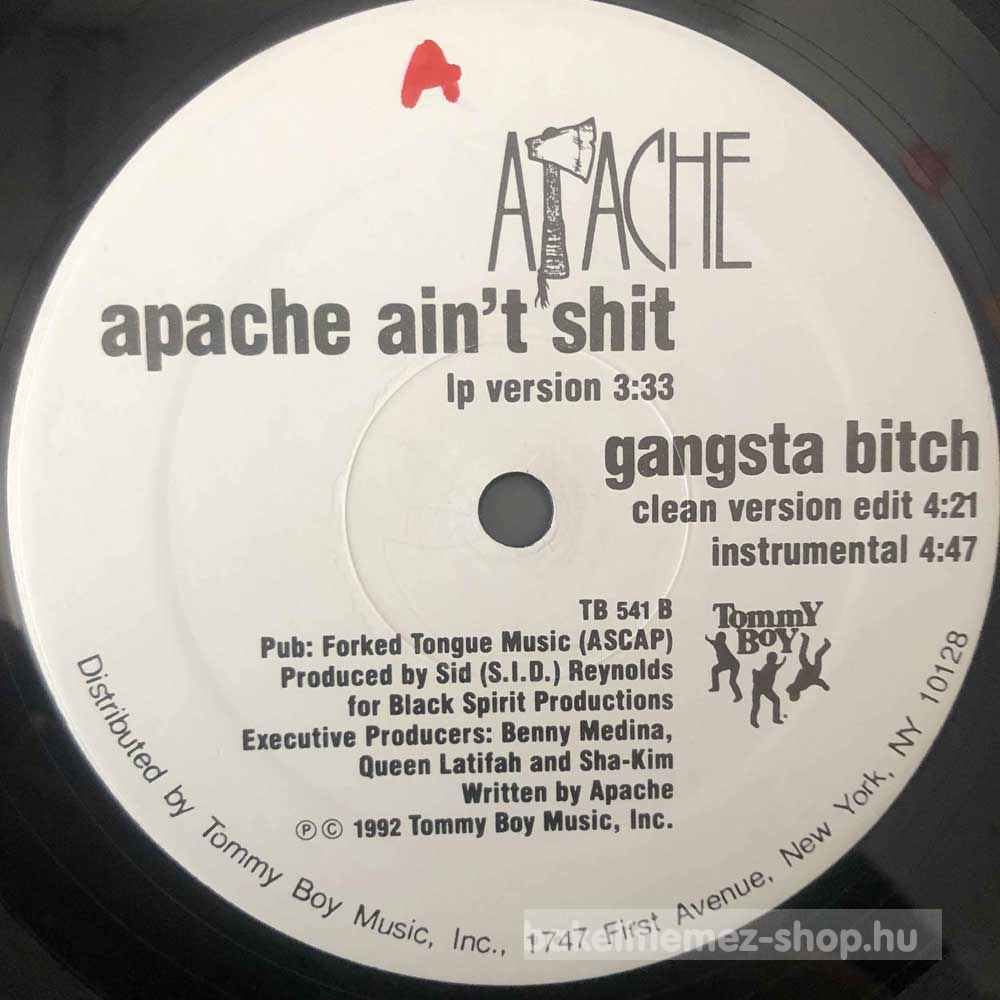 A
APACHE
apache ain't shit
lp version 3:33
gangsta bitch
clean version edit 4:21
instrumental 4:47
TB 541 B
Pub: Forked Tongue Music (ASCAP)
Produced by Sid (S.I.D.) Reynolds
for Black Spirit Productions
Executive Producers: Benny Medina,
Queen Latifah and Sha-Kim
Written by Apache
℗© 1992 Tommy Boy Music, Inc.
TommY
BOY
Distributed by Tommy Boy Music, Inc., 1747 First Avenue, New York, NY 10128
bakelitlemez-shop.hu